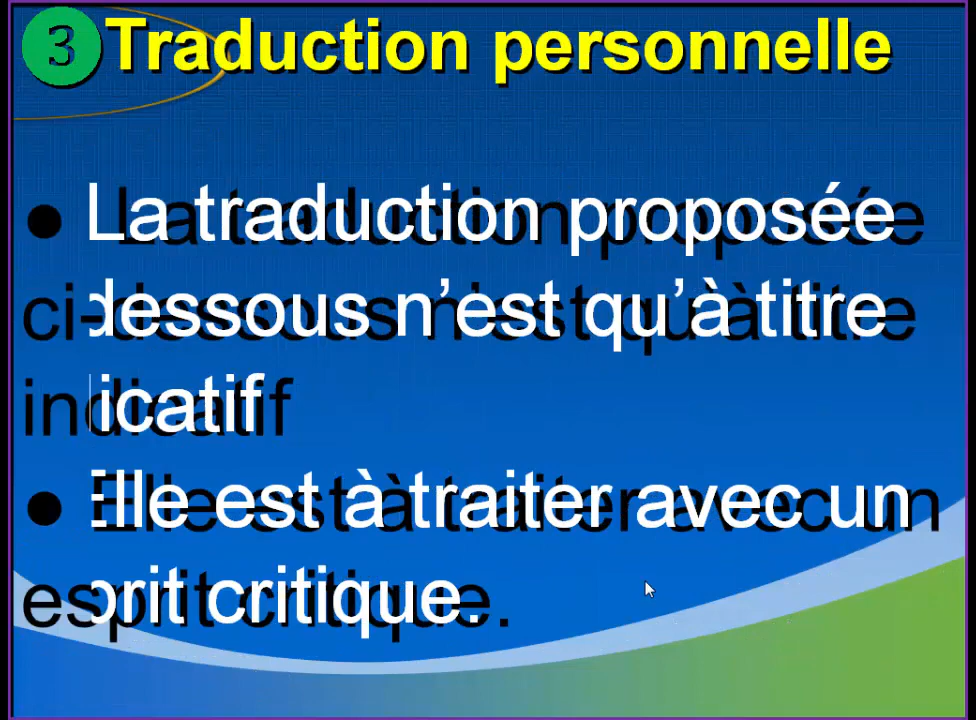 3 Traduction personnelle
● La traduction proposée
ci-dessous n’est qu’à titre
indicatif
● Elle est à traiter avec un
esprit critique.